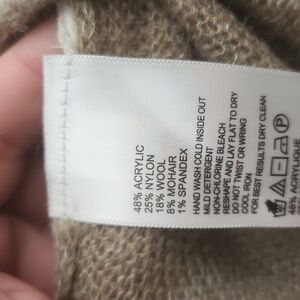 48% ACRYLIC
25% NYLON
18% WOOL
8% MOHAIR
1% SPANDEX
HAND WASH COLD INSIDE OUT
MILD DETERGENT
NON-CHLORINE BLEACH
RESHAPE AND LAY FLAT TO DRY
DO NOT TWIST OR WRING
COOL IRON
FOR BEST RESULTS DRY CLEAN
48% ACRYLIQUE